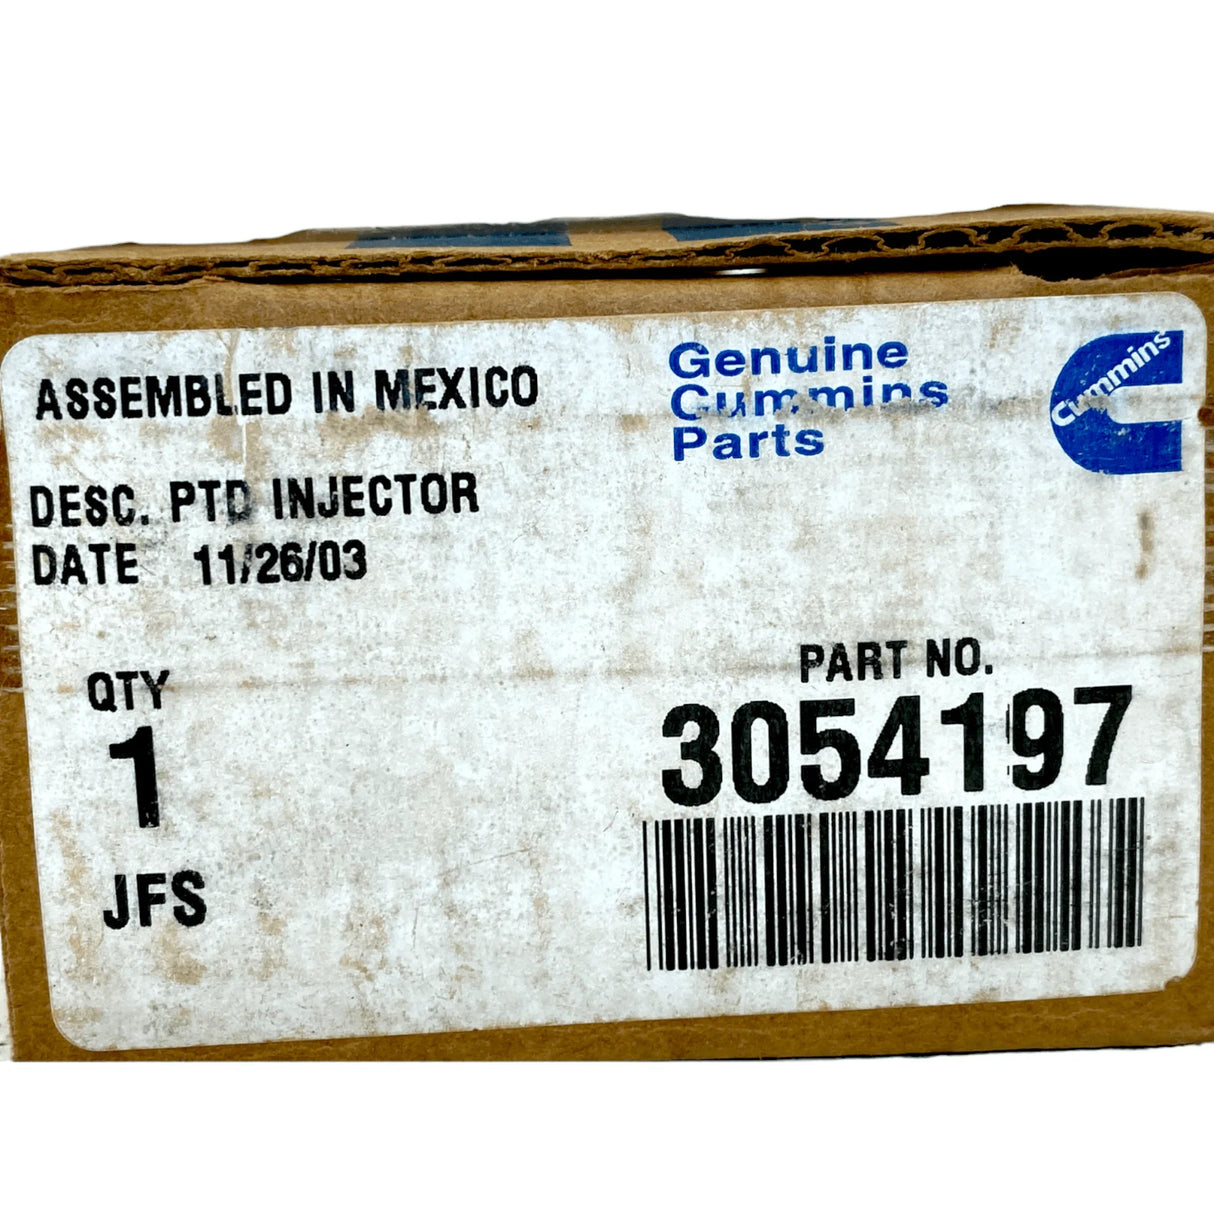 ASSEMBLED IN MEXICO
Genuine
Cummins
Parts
Cummins
DESC. PTD INJECTOR
DATE 11/26/03
QTY
1
JFS
PART NO.
3054197